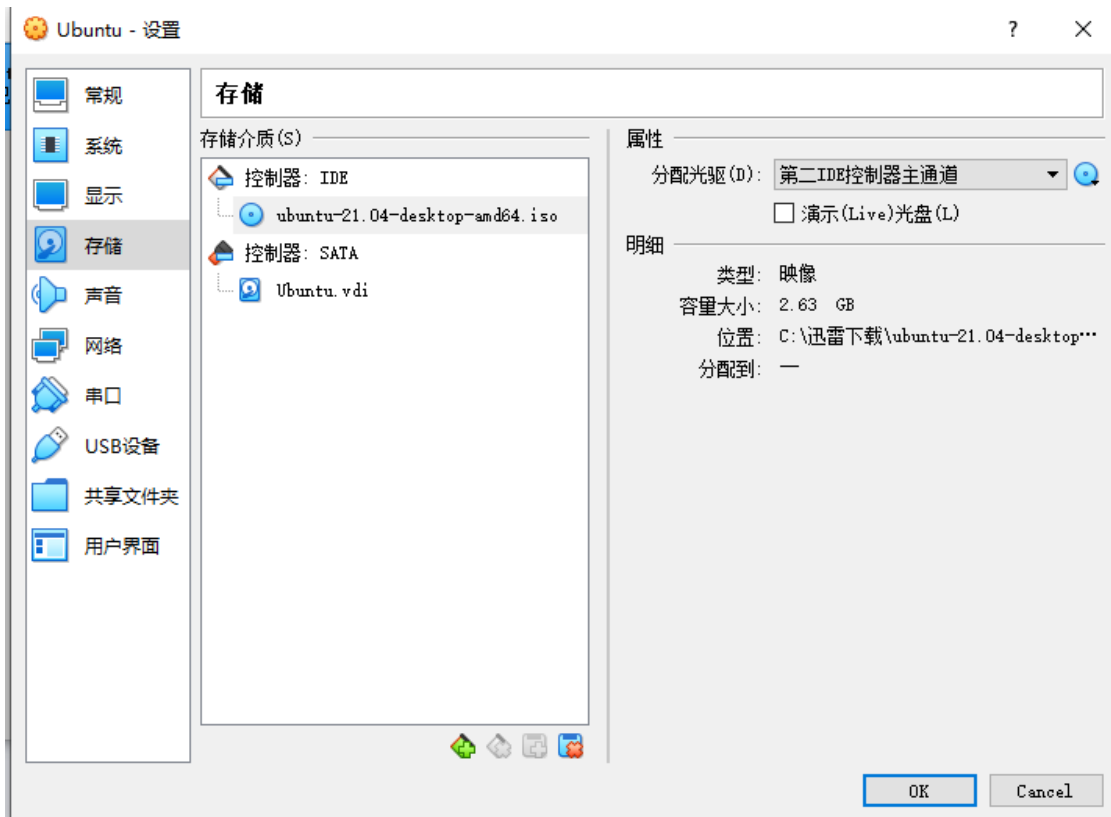 Ubuntu - 设置
?
常规
系统
显示
存储
声音
网络
串口
USB设备
共享文件夹
用户界面
存储
存储介质(S)
控制器: IDE
ubuntu-21.04-desktop-amd64.iso
控制器: SATA
Ubuntu.vdi
属性
分配光驱(D): 第二IDE控制器主通道
演示(Live)光盘(L)
明细
类型: 映像
容量大小: 2.63 GB
位置: C:\迅雷下载\ubuntu-21.04-desktop…
分配到: —
OK
Cancel